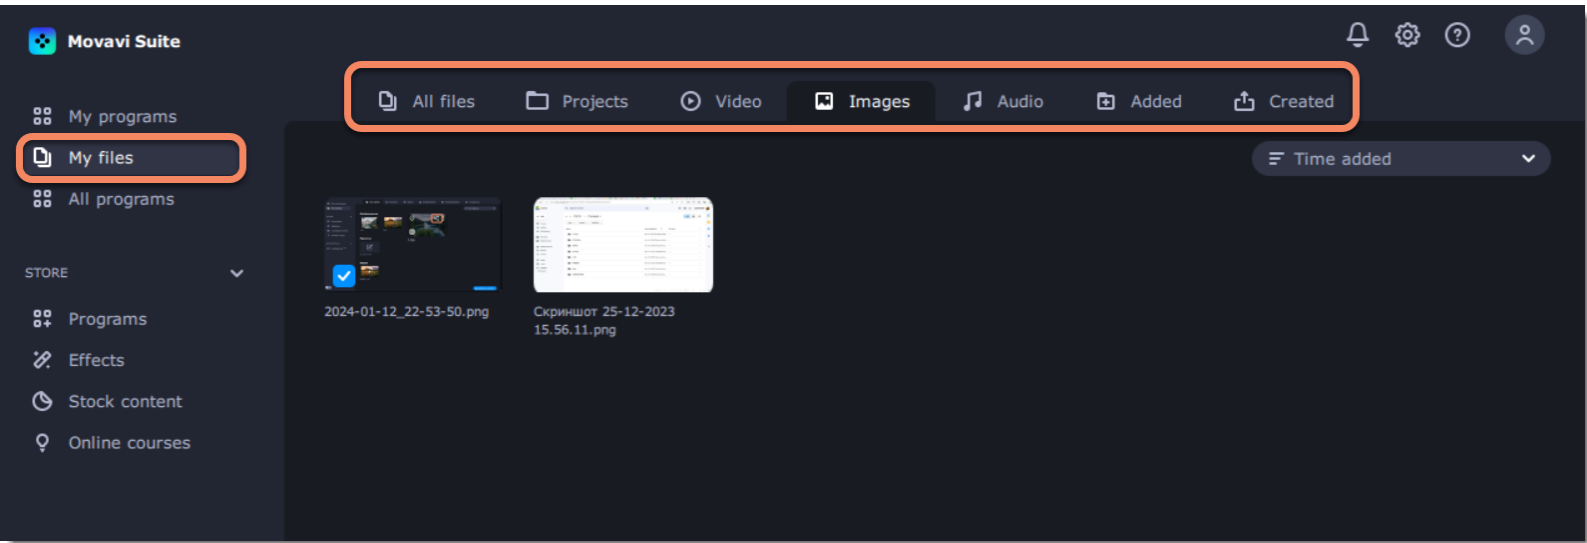 Movavi Suite
My programs
My files
All programs
STORE
Programs
Effects
Stock content
Online courses
All files
Projects
Video
Images
Audio
Added
Created
Time added
2024-01-12_22-53-50.png
Скриншот 25-12-2023
15.56.11.png